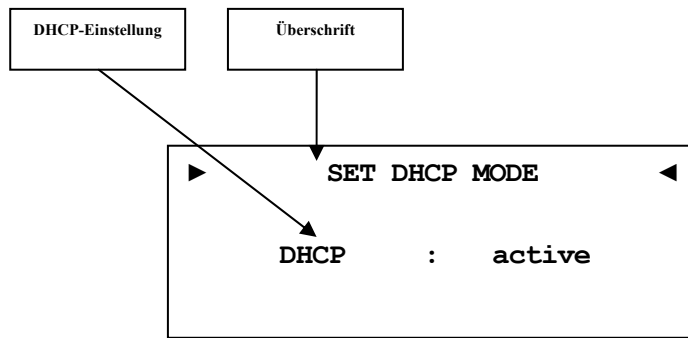 DHCP-Einstellung
Überschrift
► SET DHCP MODE ◄
DHCP : active